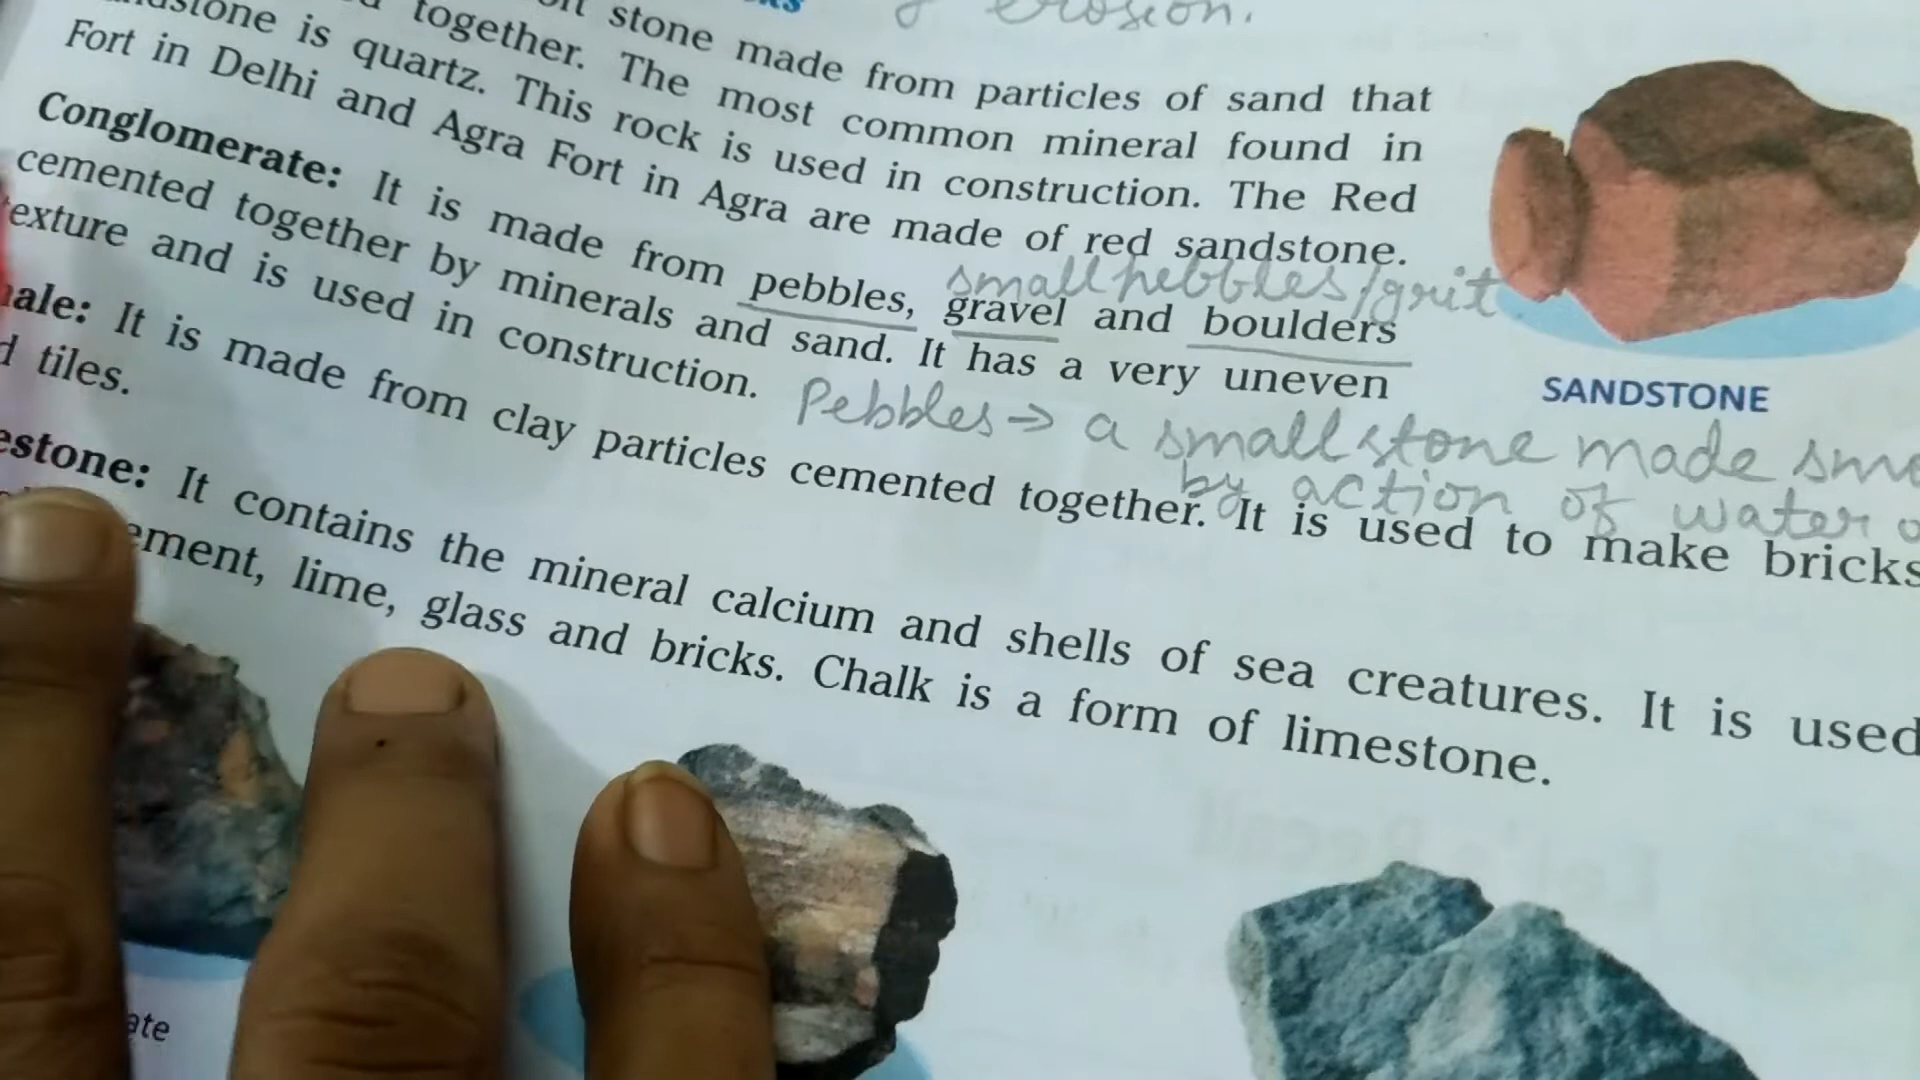 of erosion.
stone made from particles of sand that
together. The most common mineral found in
is quartz. This rock is used in construction. The Red
Fort in Delhi and Agra Fort in Agra are made of red sandstone.
small pebbles/grit
Conglomerate: It is made from pebbles, gravel and boulders
cemented together by minerals and sand. It has a very uneven
exture and is used in construction.
Pebbles → a small stone made
by action of water
ale: It is made from clay particles cemented together. It is used to make bricks
tiles.
estone: It contains the mineral calcium and shells of sea creatures. It is used
ement, lime, glass and bricks. Chalk is a form of limestone.
SANDSTONE
ate